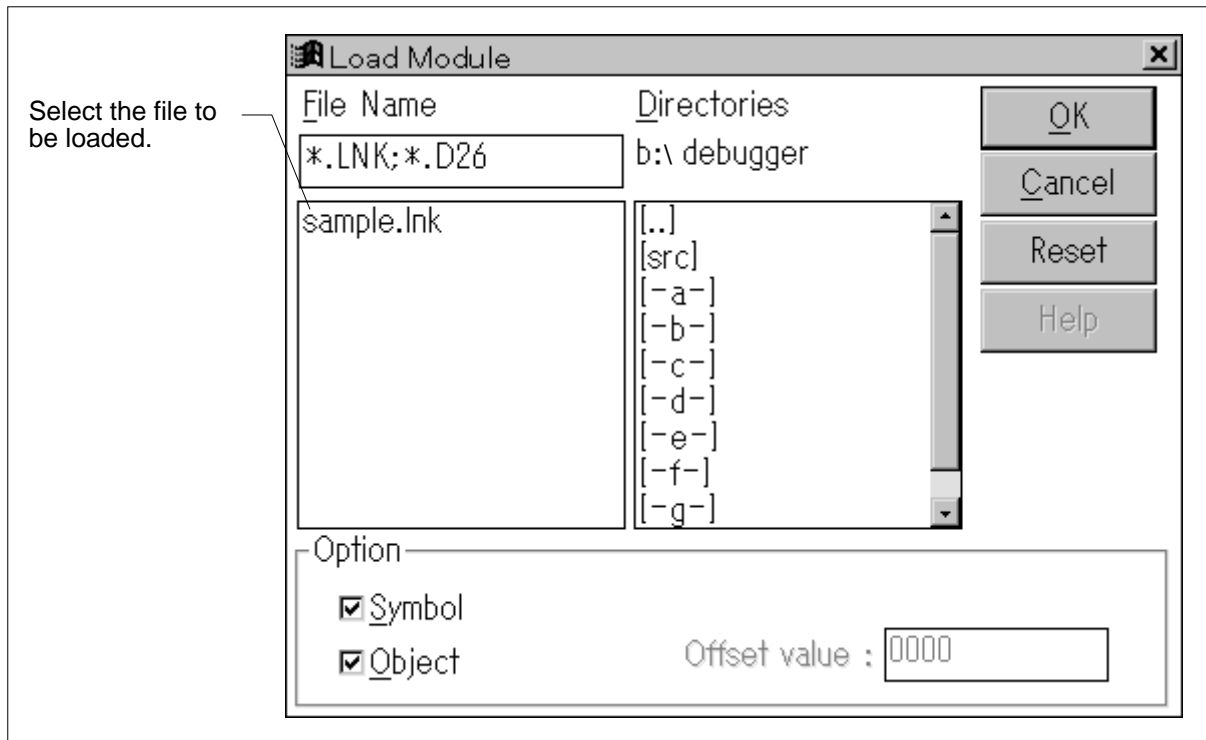 Load Module
Select the file to
be loaded.
File Name
*.LNK;*.D26
sample.lnk
Directories
b:\ debugger
[..]
[src]
[-a-]
[-b-]
[-c-]
[-d-]
[-e-]
[-f-]
[-g-]
OK
Cancel
Reset
Help
Option
Symbol
Object
Offset value : 0000